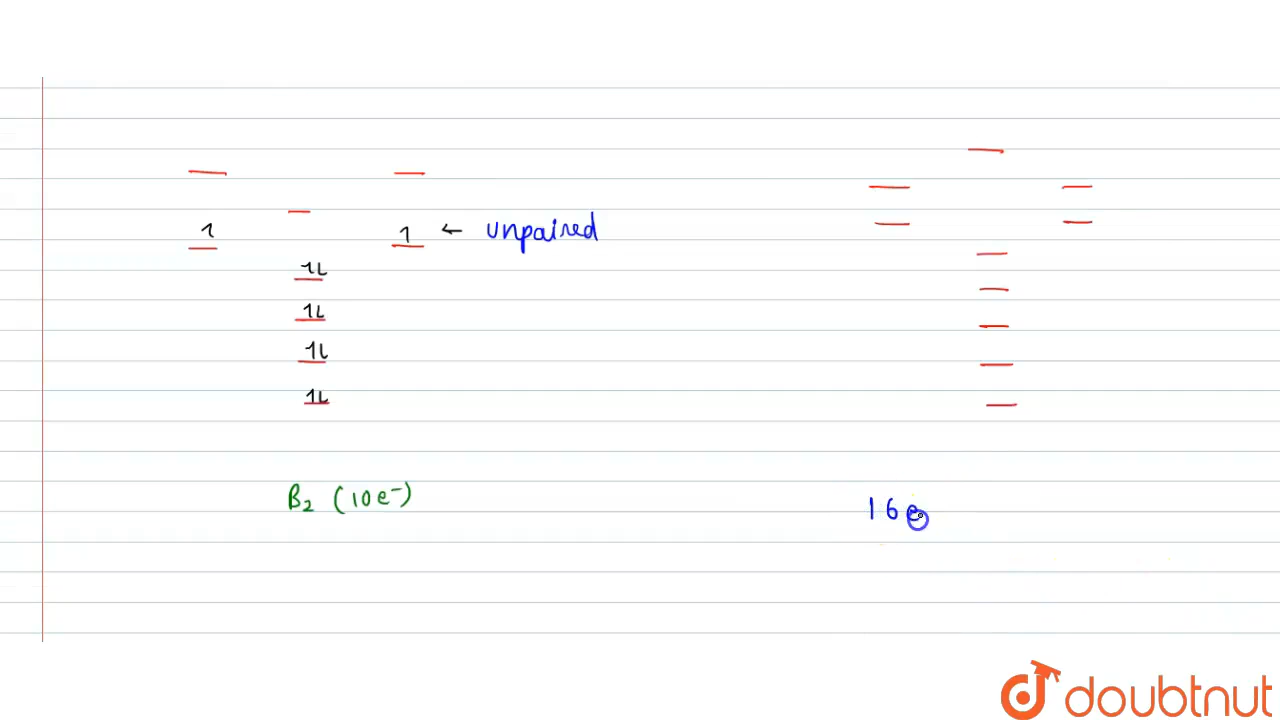 1 1 ← unpaired
1L
1L
1L
1L
B₂ (10e⁻)
16e
doubtnut